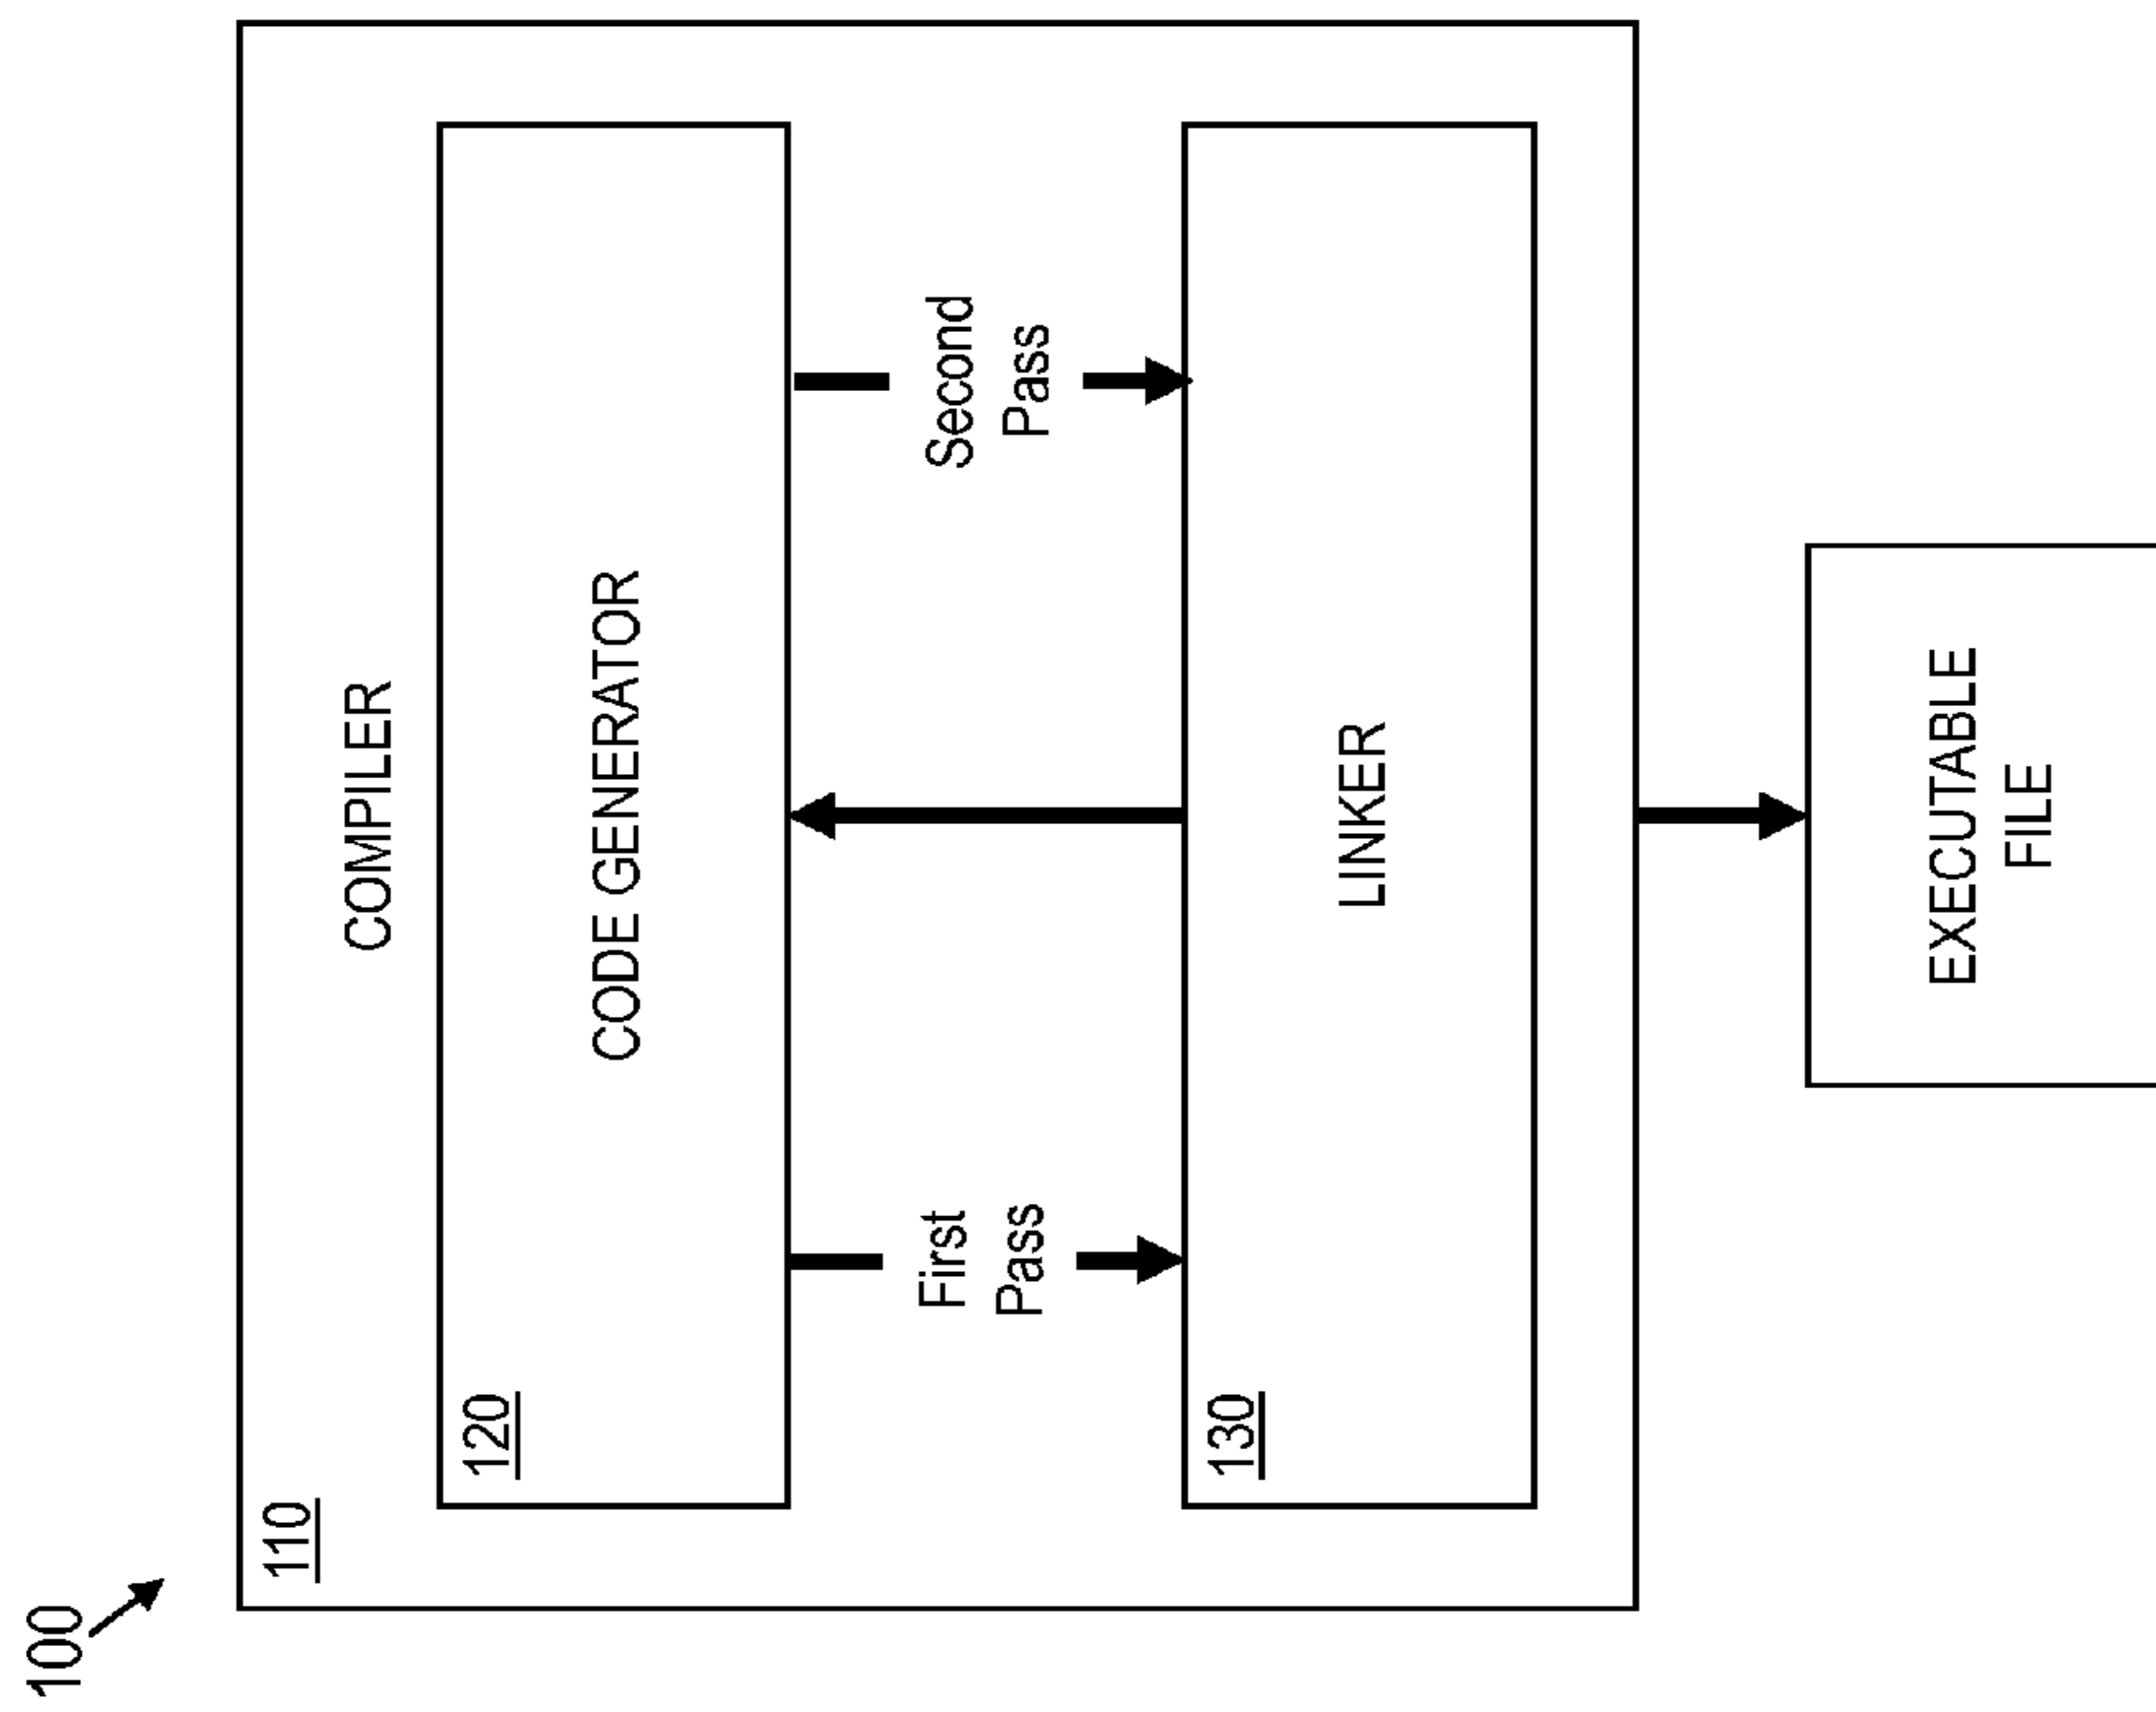 100
110
COMPILER
120
CODE GENERATOR
First
Pass
Second
Pass
130
LINKER
EXECUTABLE
FILE